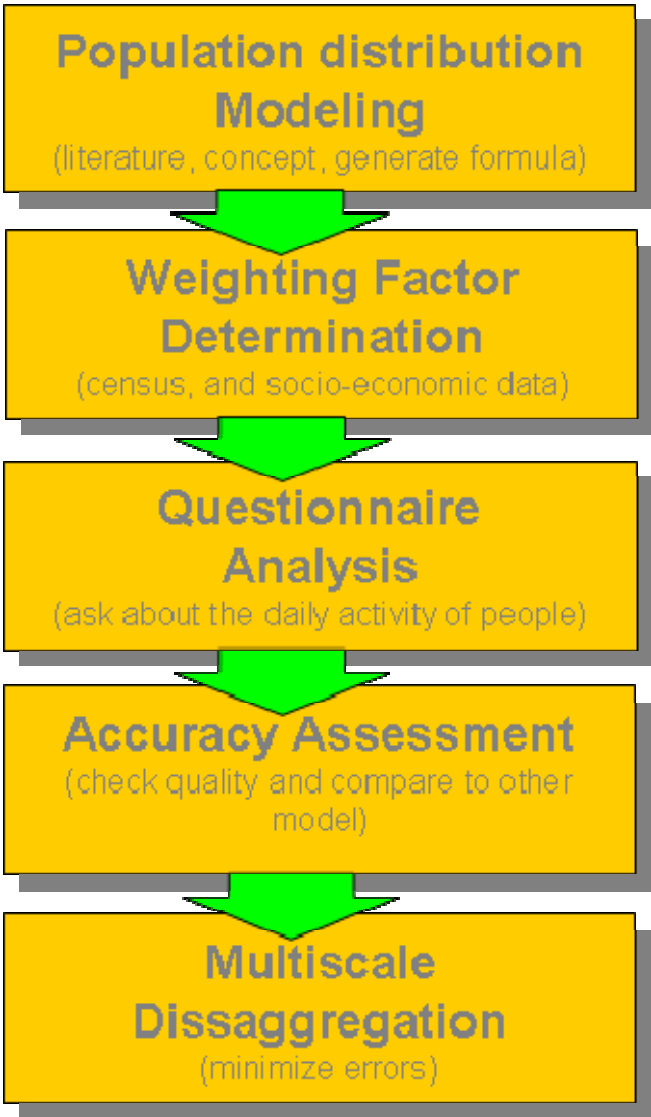 Population distribution
Modeling
(literature, concept, generate formula)
Weighting Factor
Determination
(census, and socio-economic data)
Questionnaire
Analysis
(ask about the daily activity of people)
Accuracy Assessment
(check quality and compare to other
model)
Multiscale
Dissaggregation
(minimize errors)